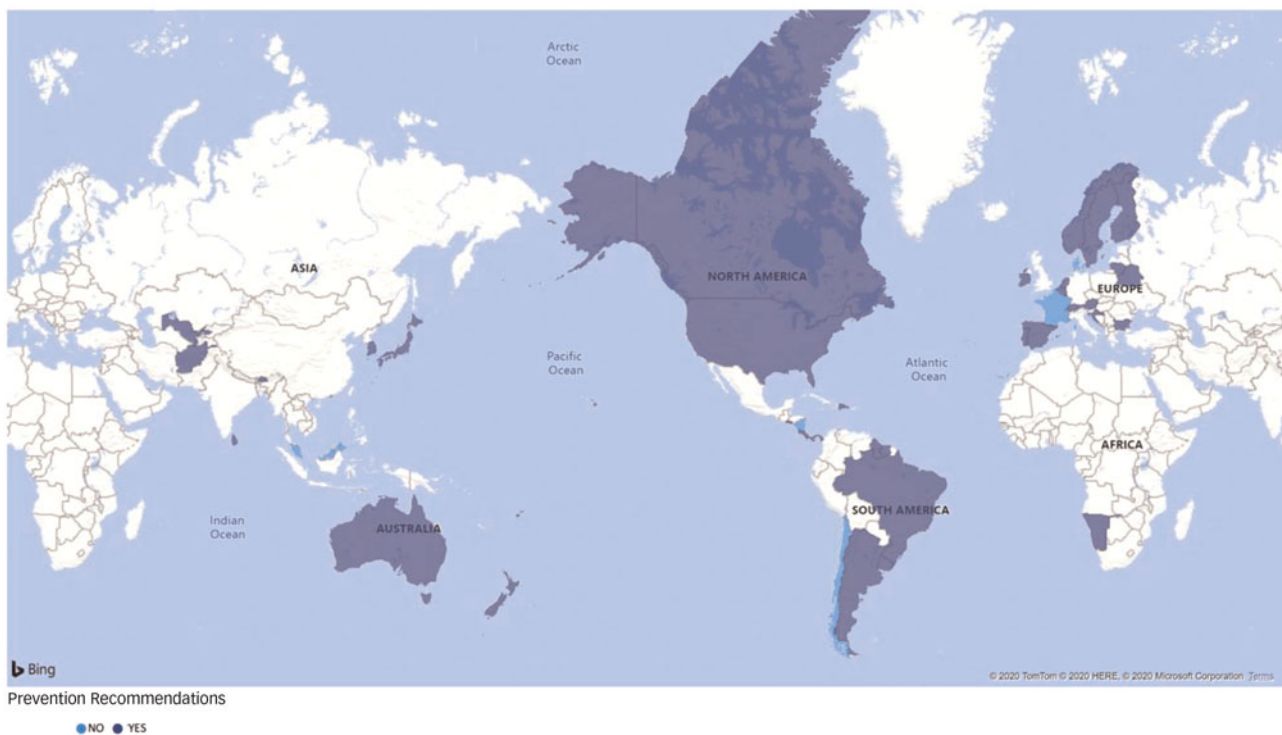 Arctic
Ocean
ASIA
NORTH AMERICA
EUROPE
Pacific
Ocean
Atlantic
Ocean
AFRICA
Indian
Ocean
AUSTRALIA
SOUTH AMERICA
Bing
© 2020 TomTom © 2020 HERE, © 2020 Microsoft Corporation Terms
Prevention Recommendations
NO YES